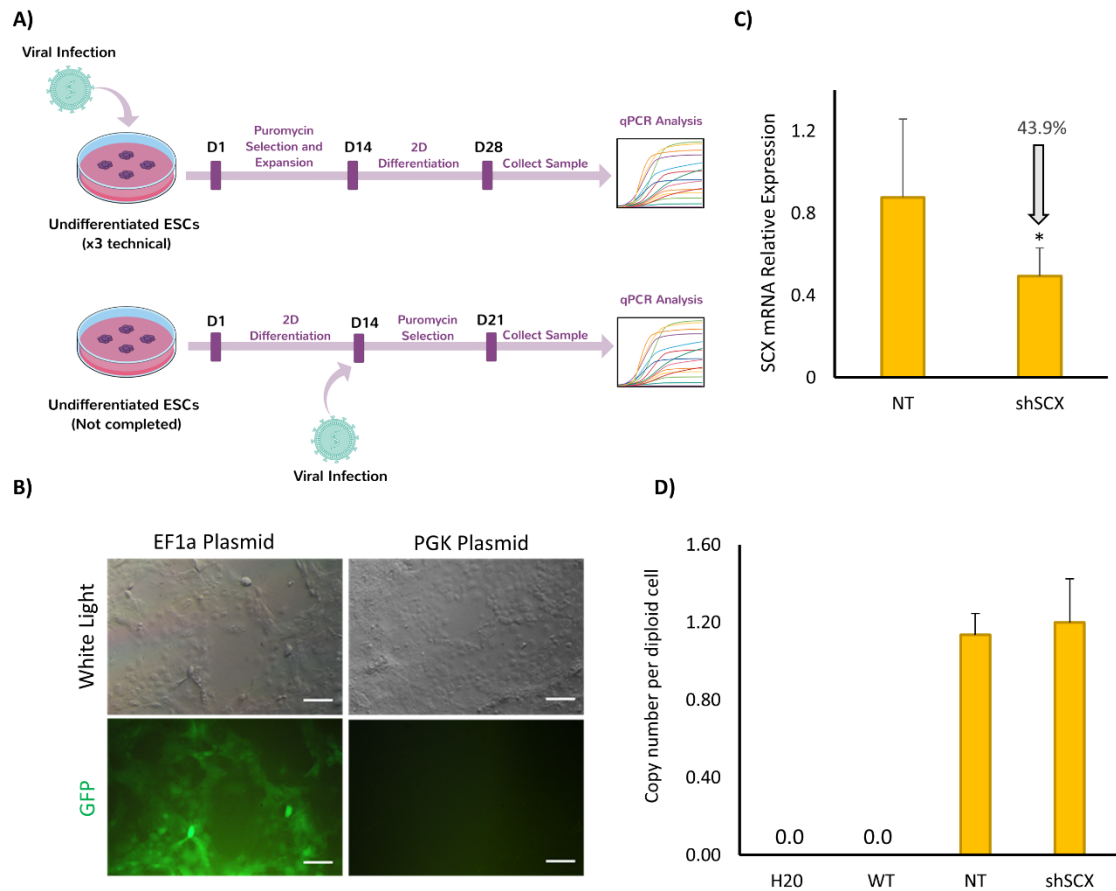 A)
Viral Infection
D1
Puromycin
Selection and
Expansion
D14
2D
Differentiation
D28
Collect Sample
qPCR Analysis
Undifferentiated ESCs
(x3 technical)
D1
2D
Differentiation
D14
Puromycin
Selection
D21
Collect Sample
qPCR Analysis
Undifferentiated ESCs
(Not completed)
Viral Infection
B)
EF1a Plasmid
PGK Plasmid
White Light
GFP
C)
SCX mRNA Relative Expression
1.2
0.8
0.4
0
43.9%
*
NT
shSCX
D)
Copy number per diploid cell
1.60
1.20
0.80
0.40
0.00
0.0
0.0
H20
WT
NT
shSCX